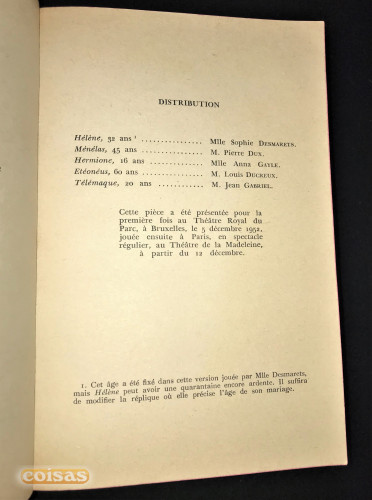 DISTRIBUTION
Hélène, 32 ans ¹ ................ Mlle Sophie DESMARETS.
Ménélas, 45 ans ................ M. Pierre DUX.
Hermione, 16 ans .............. Mlle Anna GAYLE.
Etéonéus, 60 ans .............. M. Louis DUCREUX.
Télémaque, 20 ans ............ M. Jean GABRIEL.
Cette pièce a été présentée pour la
première fois au Théâtre Royal du
Parc, à Bruxelles, le 5 décembre 1952,
jouée ensuite à Paris, en spectacle
régulier, au Théâtre de la Madeleine,
à partir du 12 décembre.
1. Cet âge a été fixé dans cette version jouée par Mlle Desmarets,
mais Hélène peut avoir une quarantaine encore ardente. Il suffira
de modifier la réplique où elle précise l'âge de son mariage.
coisas